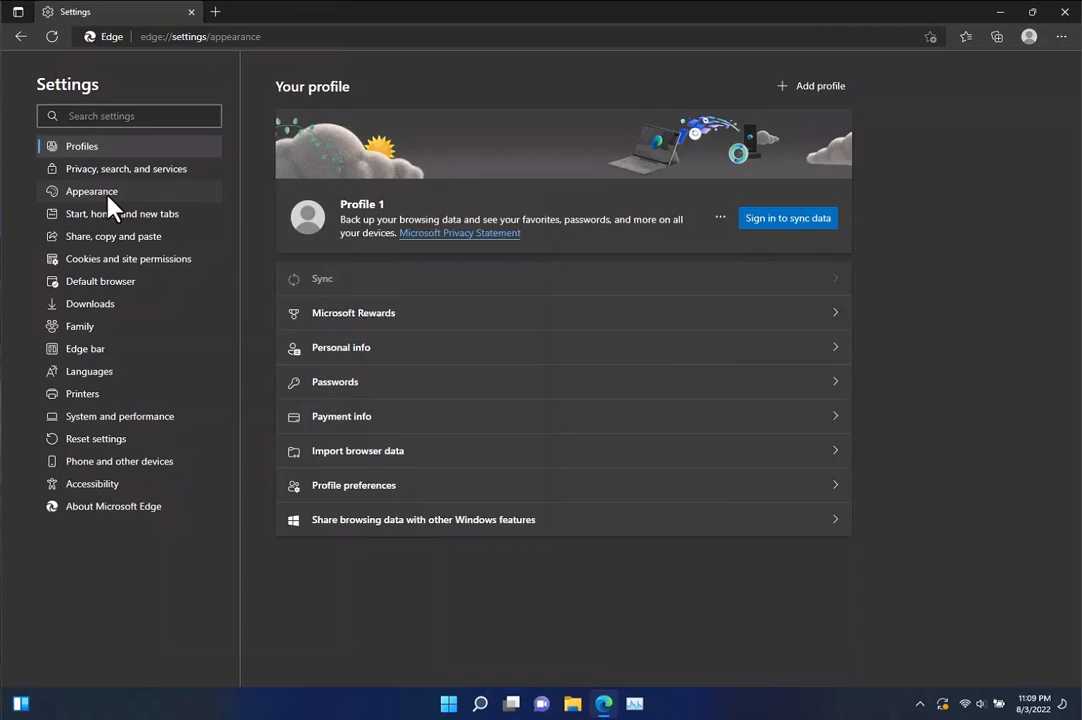 Settings
Edge
edge://settings/appearance
Settings
Search settings
Profiles
Privacy, search, and services
Appearance
Start, and new tabs
Share, copy and paste
Cookies and site permissions
Default browser
Downloads
Family
Edge bar
Languages
Printers
System and performance
Reset settings
Phone and other devices
Accessibility
About Microsoft Edge
Your profile
Add profile
Profile 1
Back up your browsing data and see your favorites, passwords, and more on all
your devices. Microsoft Privacy Statement
Sign in to sync data
Sync
Microsoft Rewards
Personal info
Passwords
Payment info
Import browser data
Profile preferences
Share browsing data with other Windows features
11:09 PM
8/3/2022